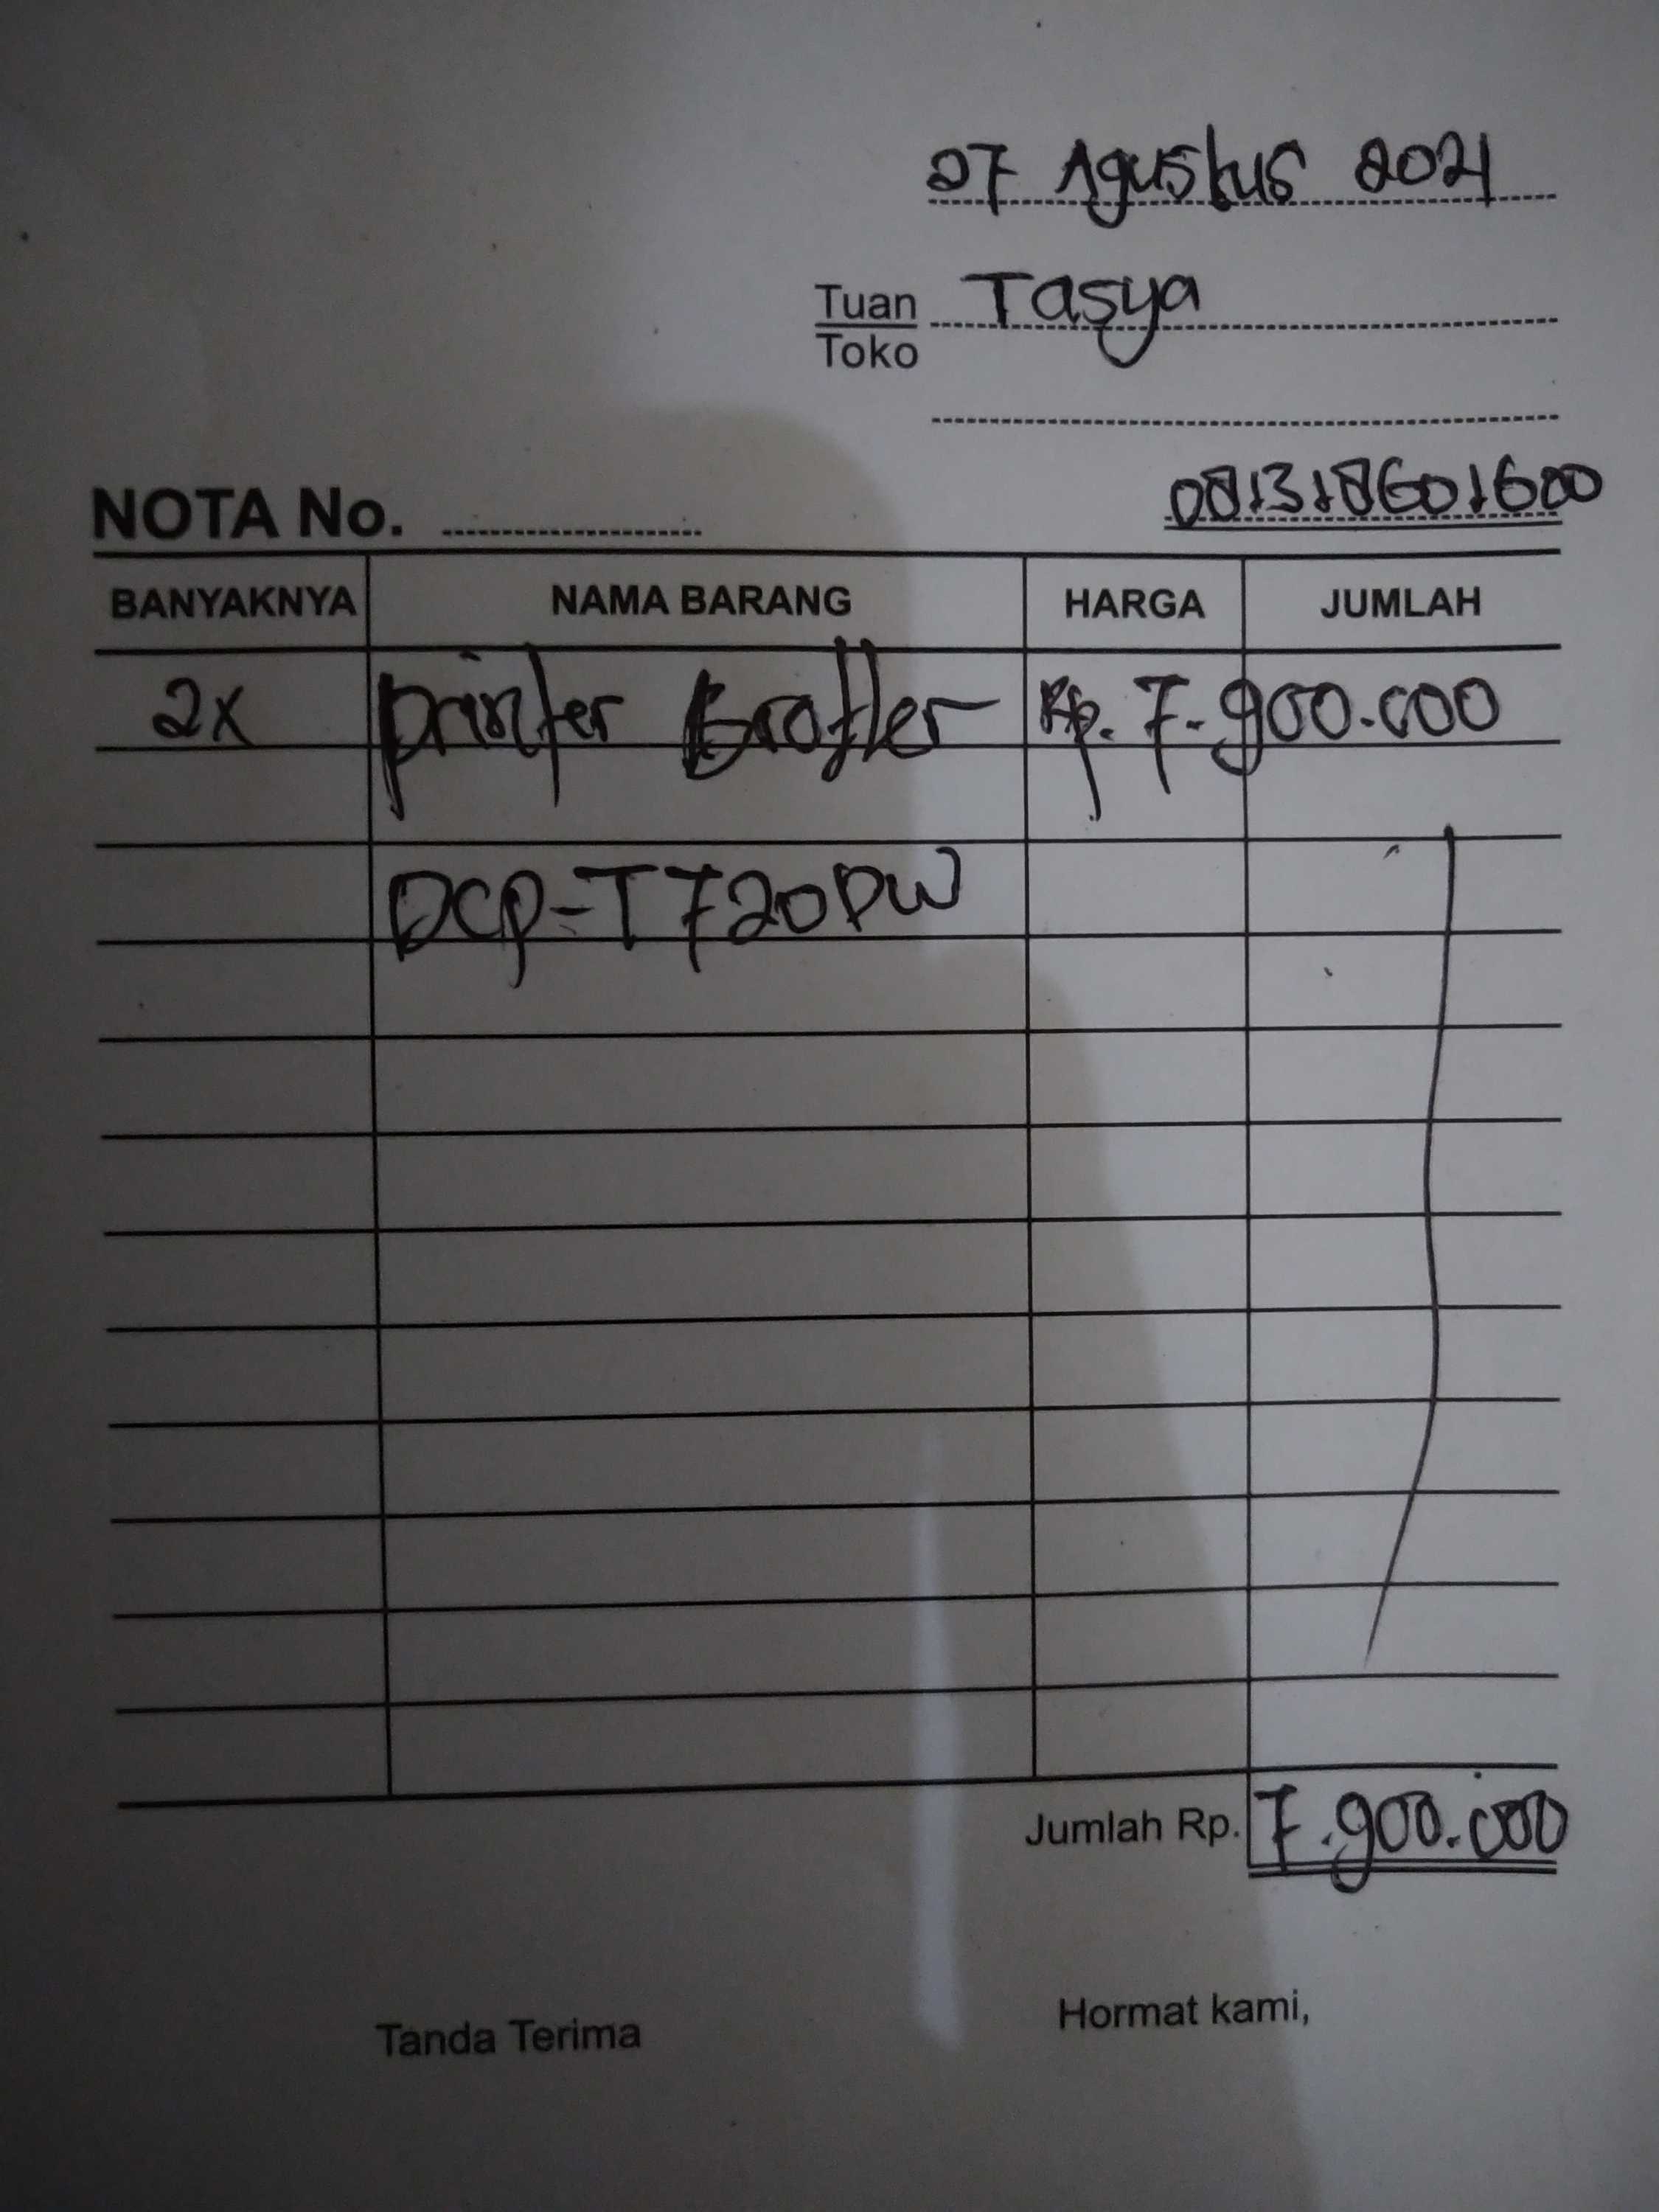 27 Agustus 2021
Tuan Tasya
Toko
NOTA No. 081318601600
BANYAKNYA NAMA BARANG HARGA JUMLAH
2x printer Brother Rp. 7.900.000
DCP-T720DW
Jumlah Rp. 7.900.000
Tanda Terima Hormat kami,